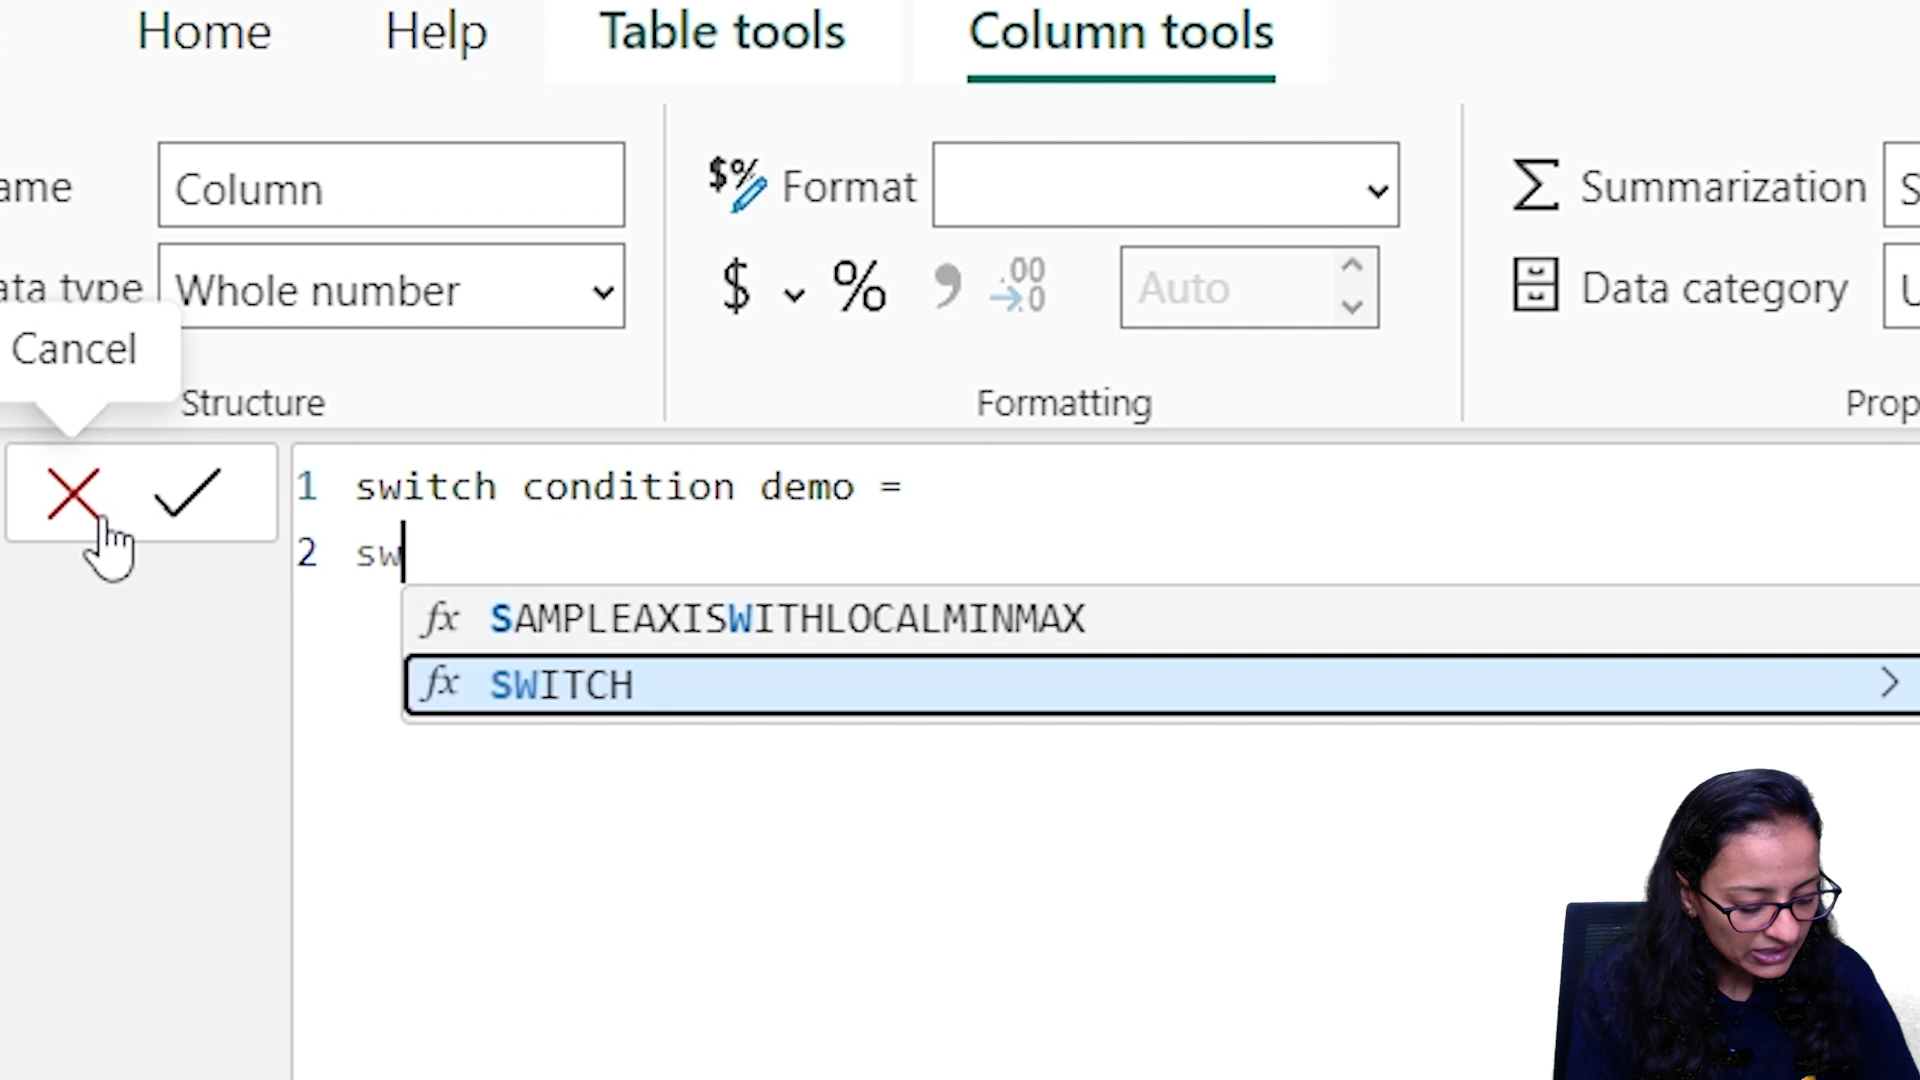 Home Help Table tools Column tools
ame Column $% Format Summarization S
ata type Whole number $ % , .00 .0 Auto Data category U
Cancel
Structure Formatting Prop
1 switch condition demo =
2 sw
fx SAMPLEAXISWITHLOCALMINMAX
fx SWITCH